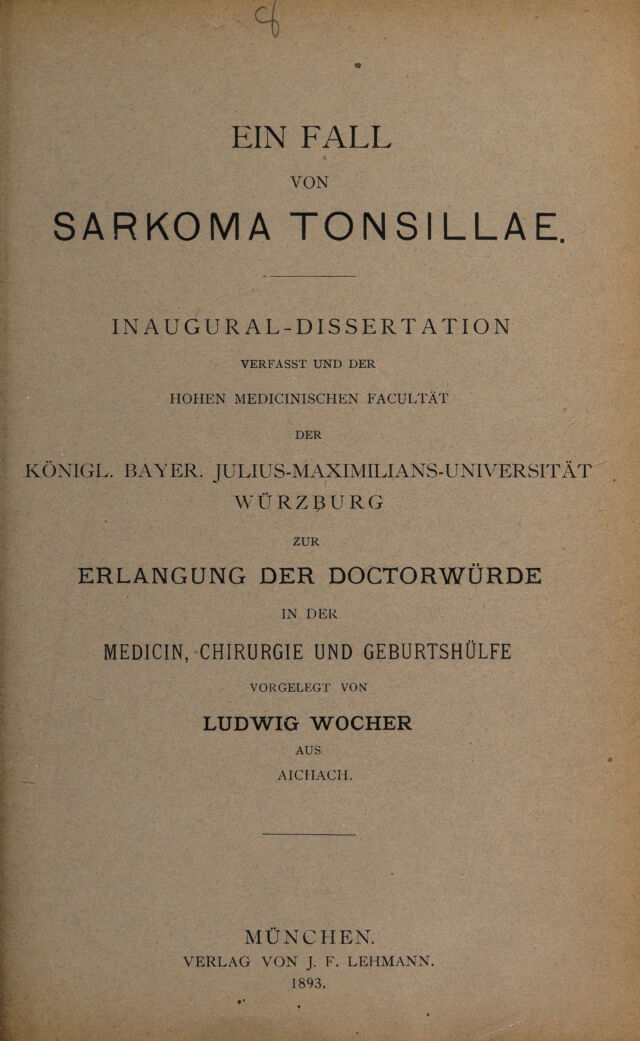 EIN FALL
VON
SARKOMA TONSILLAE.
INAUGURAL-DISSERTATION
VERFASST UND DER
HOHEN MEDICINISCHEN FACULTÄT
DER
KÖNIGL. BAYER. JULIUS-MAXIMILIANS-UNIVERSITÄT
WÜRZBURG
ZUR
ERLANGUNG DER DOCTORWÜRDE
IN DER
MEDICIN, CHIRURGIE UND GEBURTSHÜLFE
VORGELEGT VON
LUDWIG WOCHER
AUS
AICHACH.
MÜNCHEN.
VERLAG VON J. F. LEHMANN.
1893.